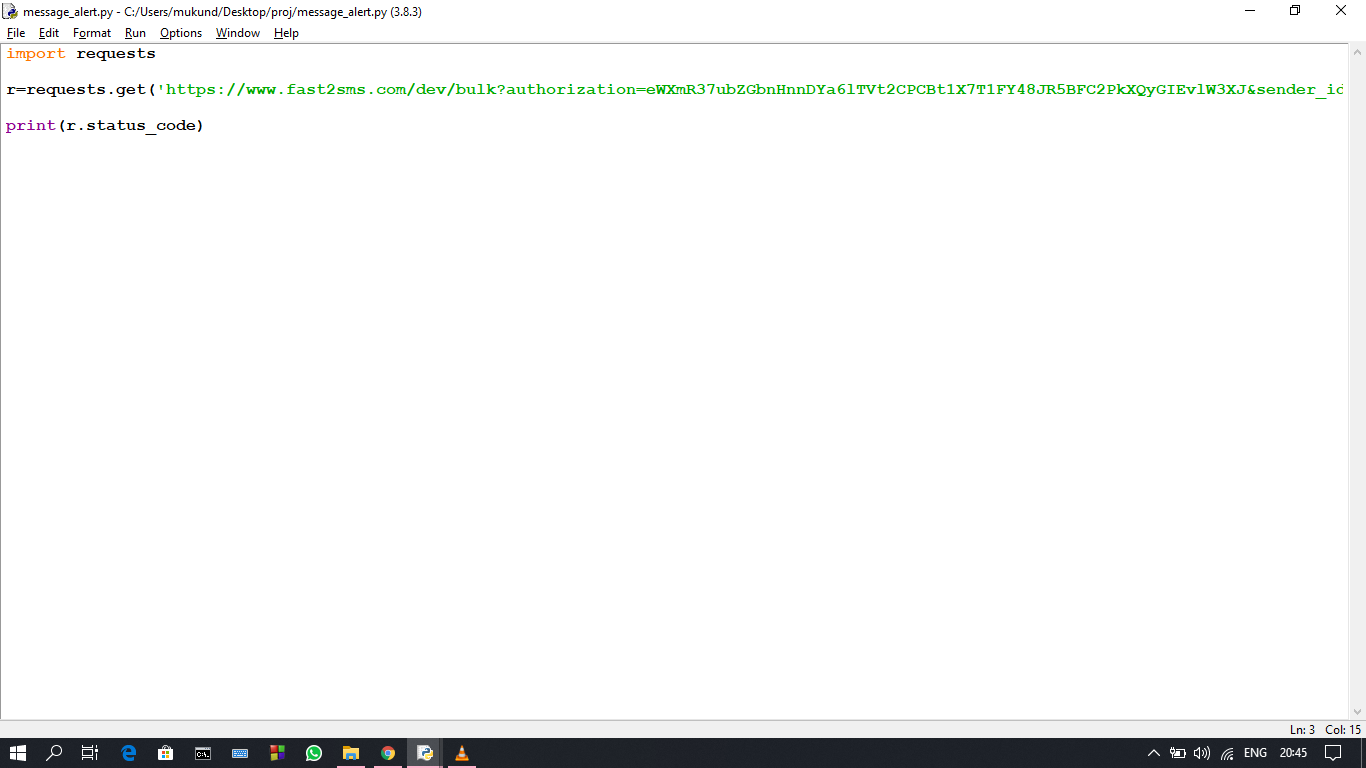 message_alert.py - C:/Users/mukund/Desktop/proj/message_alert.py (3.8.3)
File Edit Format Run Options Window Help
import requests
r=requests.get('https://www.fast2sms.com/dev/bulk?authorization=eWXmR37ubZGbnHnnDYa6lTVt2CPCBt1X7T1FY48JR5BFC2PkXQyGIEvlW3XJ&sender_id
print(r.status_code)
Ln: 3 Col: 15
ENG 20:45